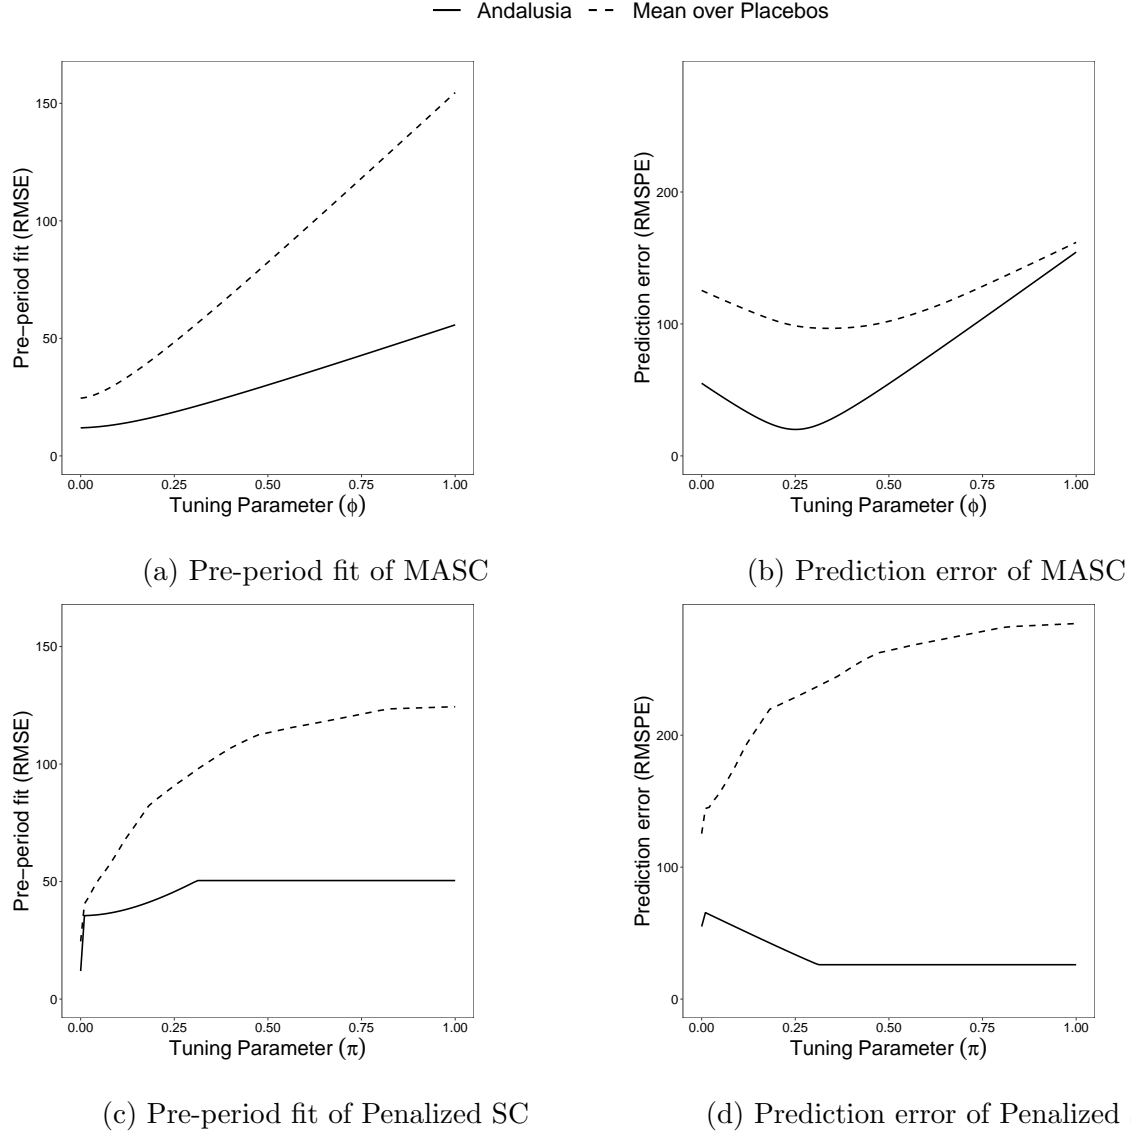 Andalusia Mean over Placebos
Pre−period fit (RMSE)
150
100
50
0
0.00 0.25 0.50 0.75 1.00
Tuning Parameter (ϕ)
(a) Pre-period fit of MASC
Prediction error (RMSPE)
200
100
0
0.00 0.25 0.50 0.75 1.00
Tuning Parameter (ϕ)
(b) Prediction error of MASC
Pre−period fit (RMSE)
150
100
50
0
0.00 0.25 0.50 0.75 1.00
Tuning Parameter (π)
(c) Pre-period fit of Penalized SC
Prediction error (RMSPE)
200
100
0
0.00 0.25 0.50 0.75 1.00
Tuning Parameter (π)
(d) Prediction error of Penalized